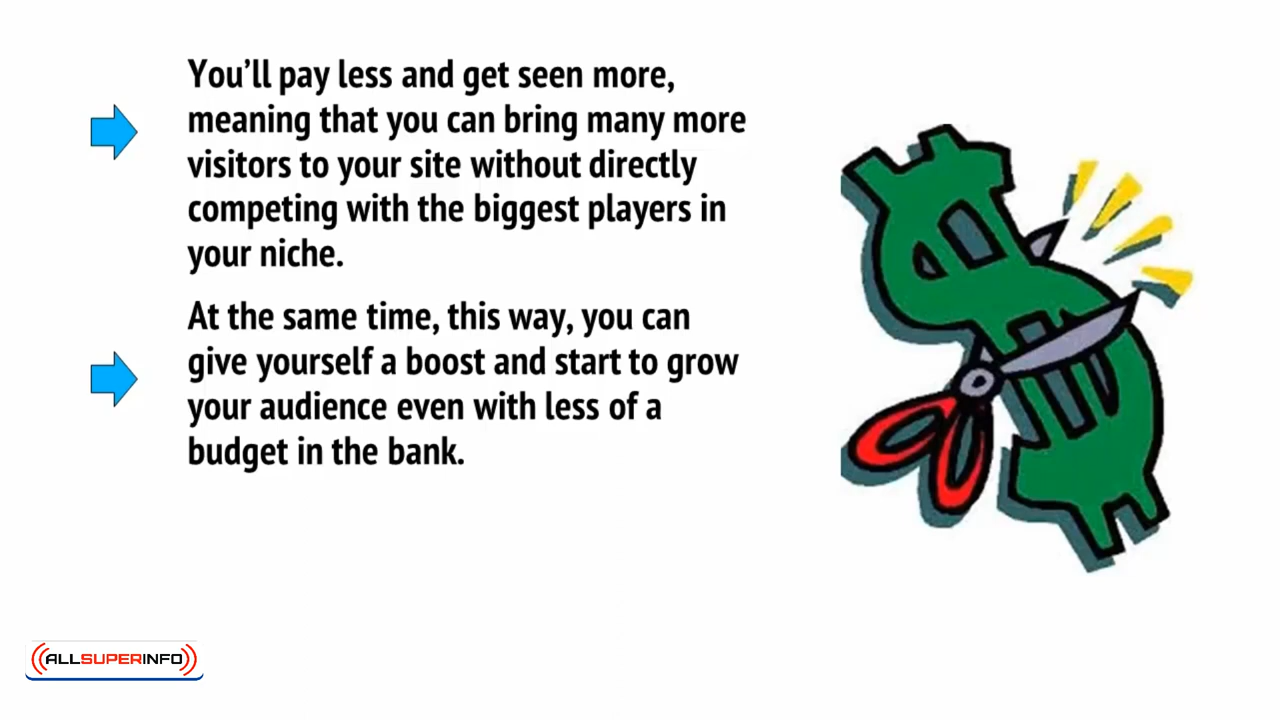 You’ll pay less and get seen more,
meaning that you can bring many more
visitors to your site without directly
competing with the biggest players in
your niche.
At the same time, this way, you can
give yourself a boost and start to grow
your audience even with less of a
budget in the bank.
ALLSUPERINFO